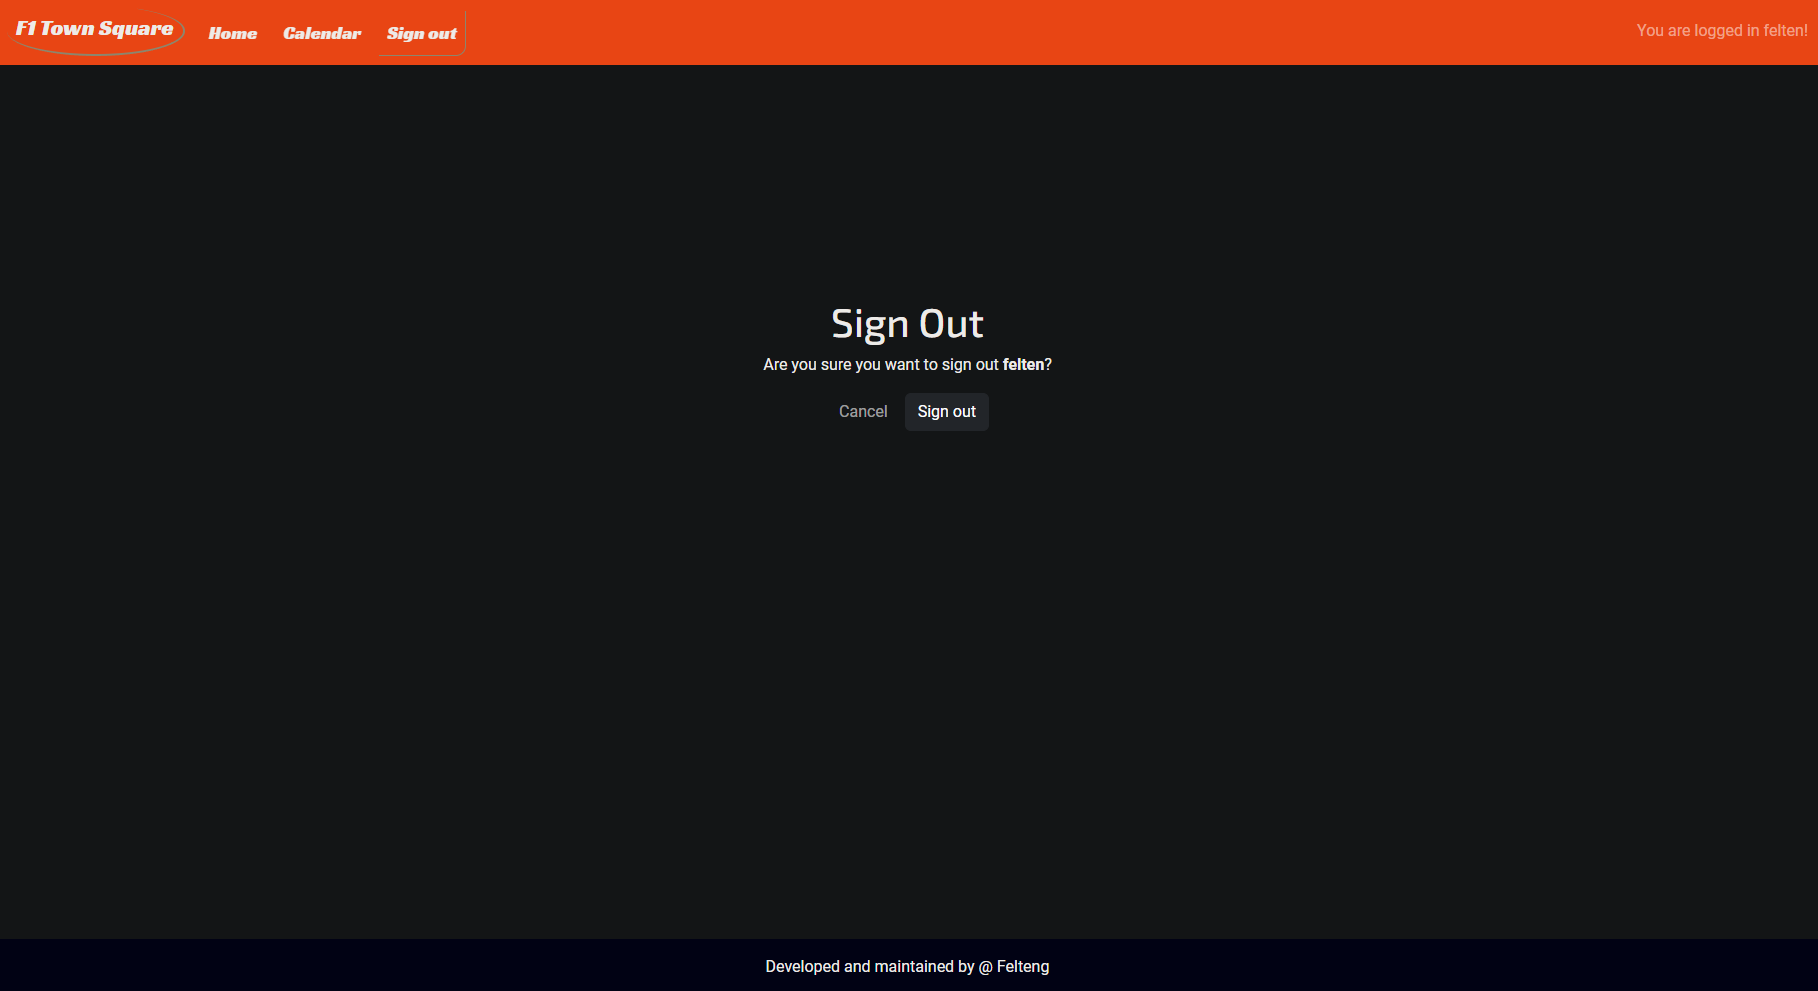 F1 Town Square
Home
Calendar
Sign out
You are logged in felten!
Sign Out
Are you sure you want to sign out felten?
Cancel
Sign out
Developed and maintained by @ Felteng